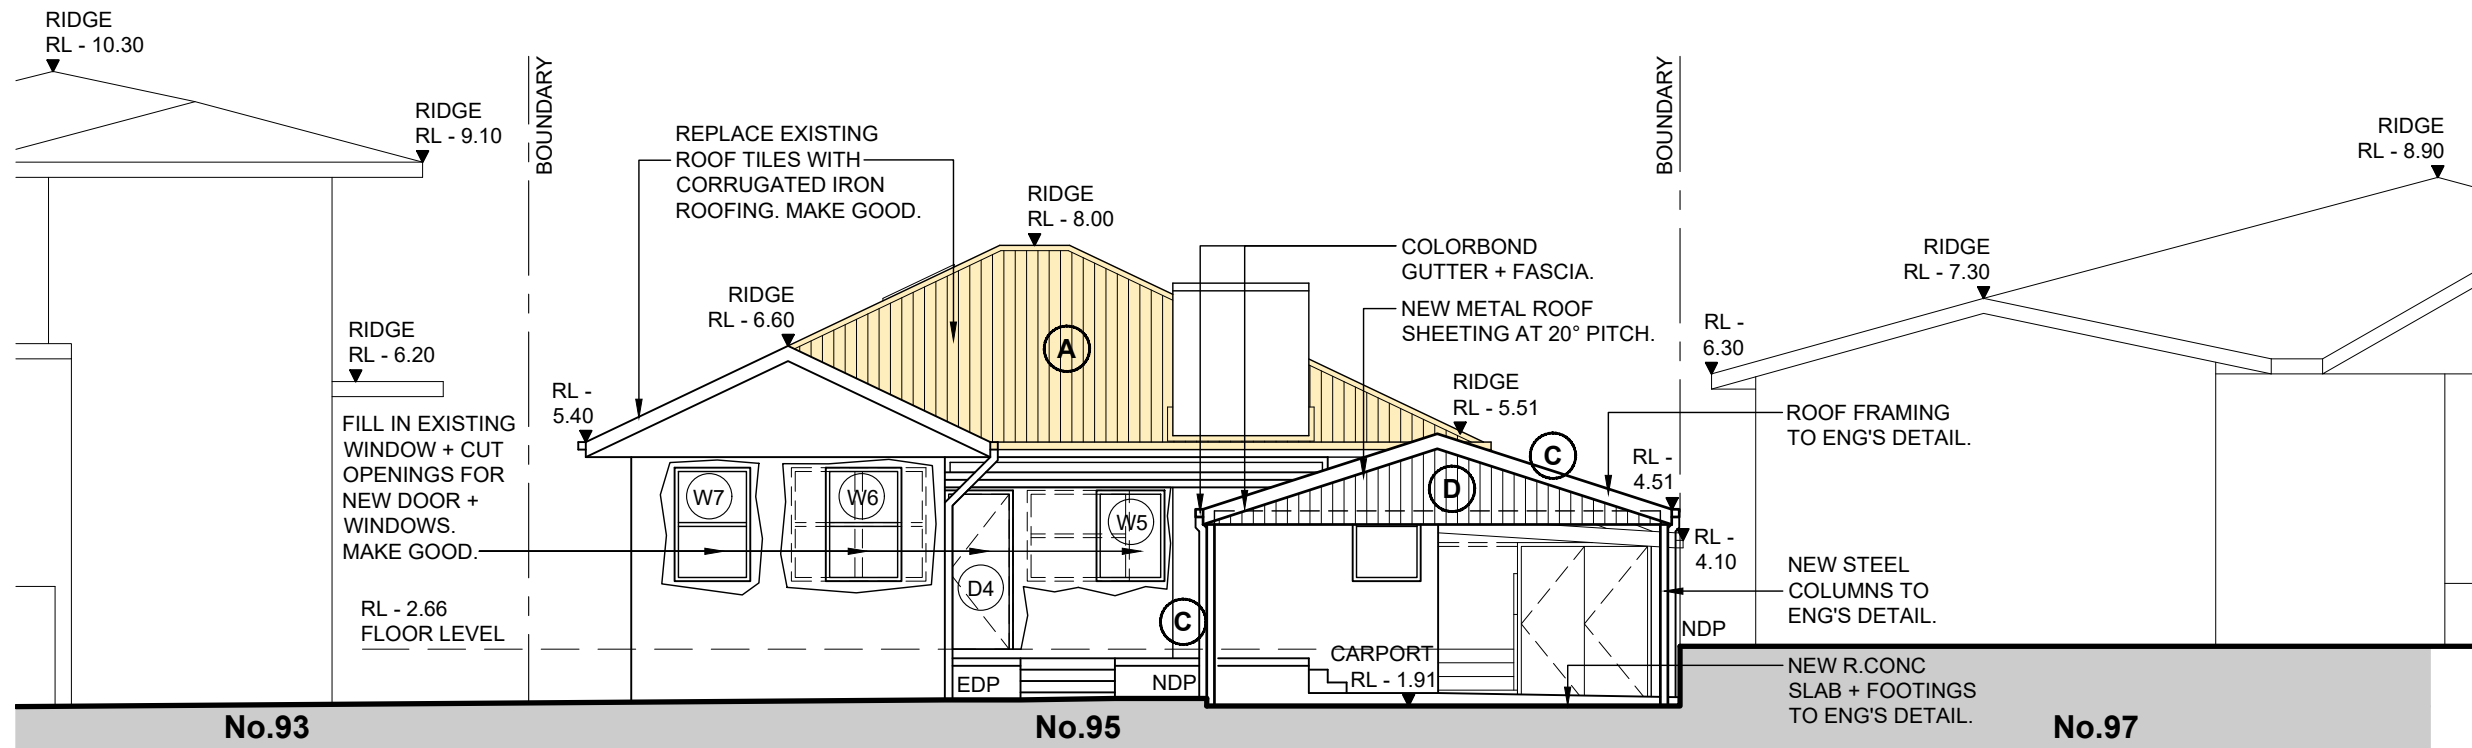 RIDGE
RL - 10.30
RIDGE
RL - 9.10
BOUNDARY
REPLACE EXISTING
ROOF TILES WITH
CORRUGATED IRON
ROOFING. MAKE GOOD.
RIDGE
RL - 8.00
BOUNDARY
RIDGE
RL - 8.90
COLORBOND
GUTTER + FASCIA.
RIDGE
RL - 7.30
RIDGE
RL - 6.60
NEW METAL ROOF
SHEETING AT 20° PITCH.
RL -
6.30
RIDGE
RL - 6.20
A
RL -
5.40
RIDGE
RL - 5.51
ROOF FRAMING
TO ENG'S DETAIL.
FILL IN EXISTING
WINDOW + CUT
OPENINGS FOR
NEW DOOR +
WINDOWS.
MAKE GOOD.
C
RL -
4.51
W7
W6
W5
D
RL -
4.10
D4
NEW STEEL
COLUMNS TO
ENG'S DETAIL.
RL - 2.66
FLOOR LEVEL
C
NDP
CARPORT
RL - 1.91
EDP
NDP
NEW R.CONC
SLAB + FOOTINGS
TO ENG'S DETAIL.
No.93
No.95
No.97